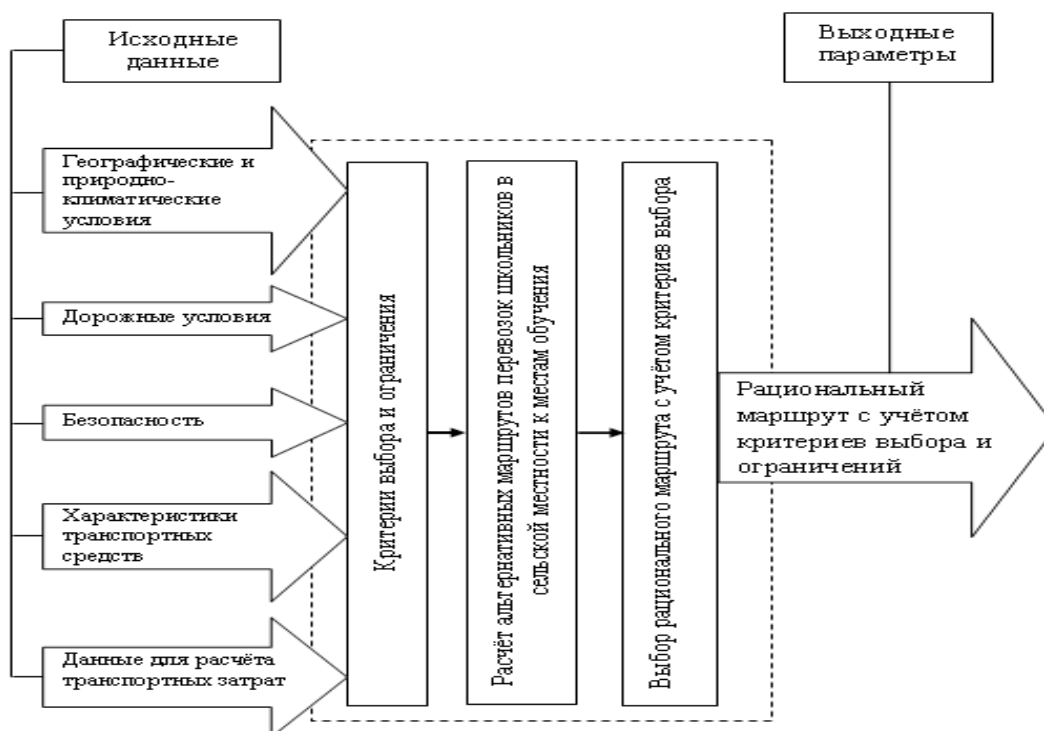 Исходные
данные
Выходные
параметры
Географические и
природно-
климатические
условия
Дорожные условия
Безопасность
Характеристики
транспортных
средств
Данные для расчёта
транспортных затрат
Критерии выбора и ограничения
Расчёт альтернативных маршрутов перевозок школьников в
сельской местности к местам обучения
Выбор рационального маршрута с учётом критериев выбора
Рациональный
маршрут с учётом
критериев выбора и
ограничений